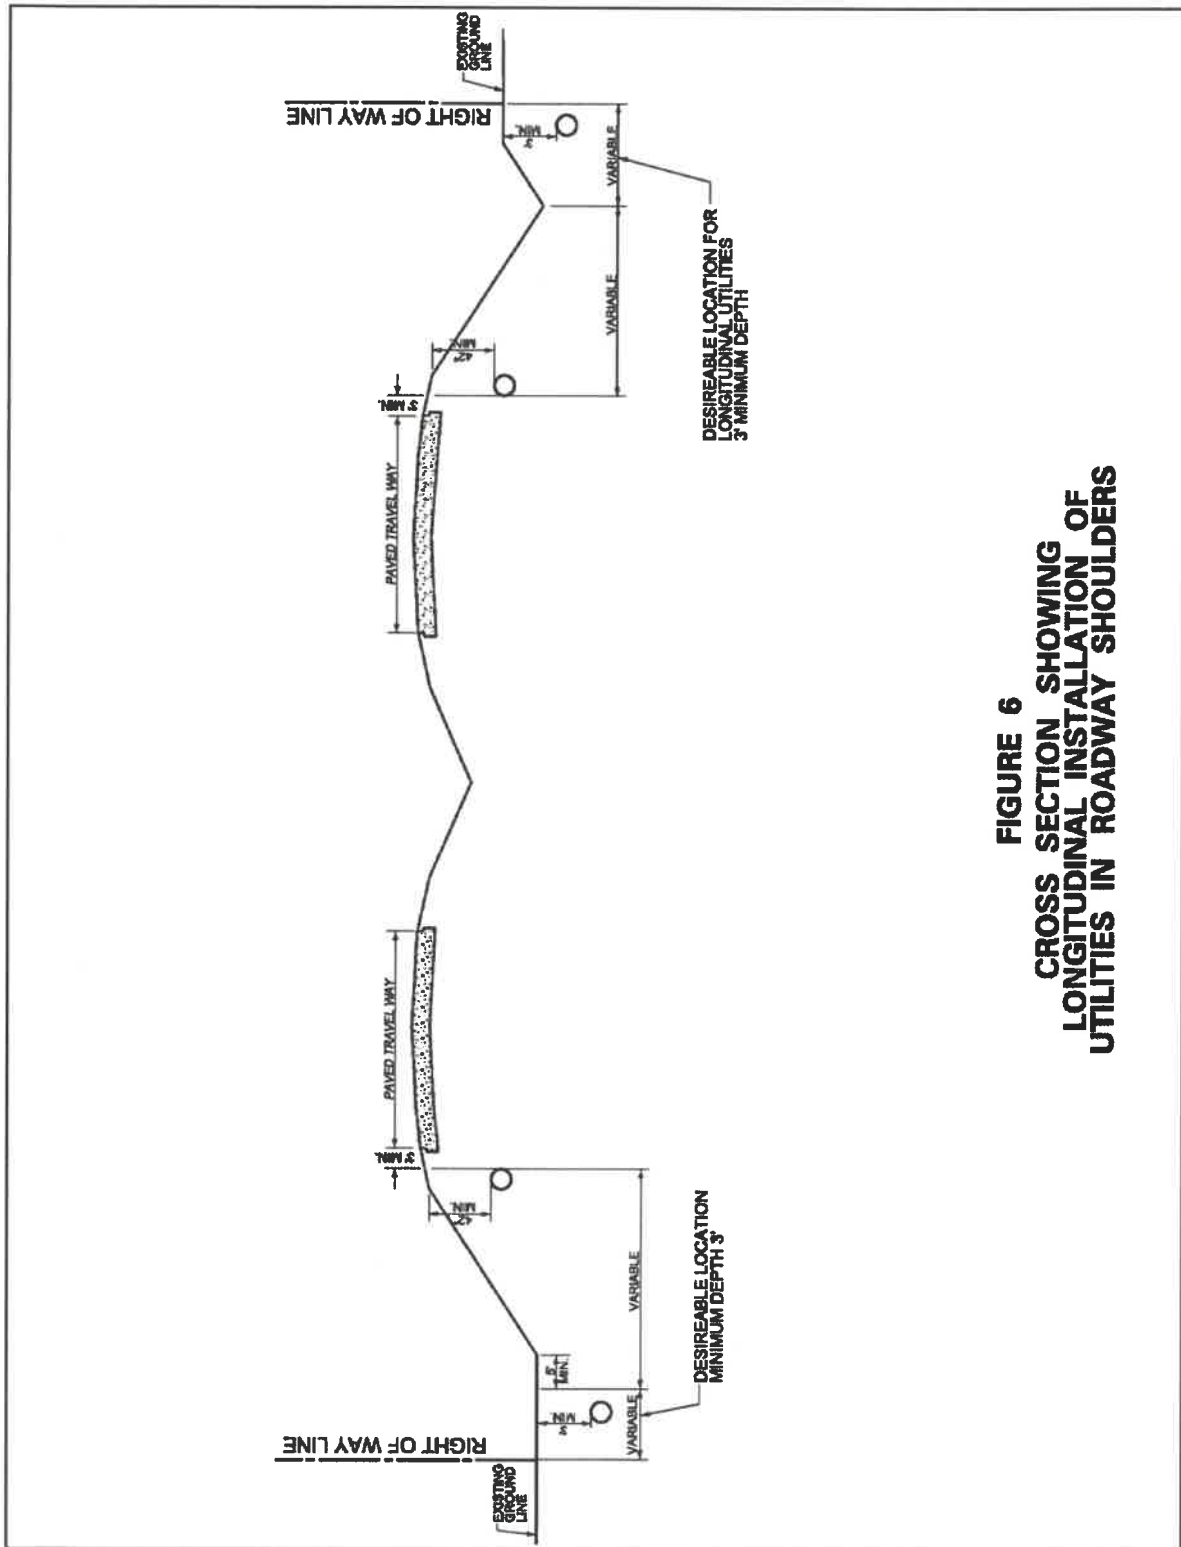 RIGHT OF WAY LINE
EXISTING
GROUND
LINE
3'
MIN.
VARIABLE
5'
MIN.
VARIABLE
DESIREABLE LOCATION
MINIMUM DEPTH 3'
42"
MIN.
3' MIN.
PAVED TRAVEL WAY
PAVED TRAVEL WAY
3' MIN.
42"
MIN.
VARIABLE
VARIABLE
3'
MIN.
RIGHT OF WAY LINE
EXISTING
GROUND
LINE
DESIREABLE LOCATION FOR
LONGITUDINAL UTILITIES
3' MINIMUM DEPTH
FIGURE 6
CROSS SECTION SHOWING
LONGITUDINAL INSTALLATION OF
UTILITIES IN ROADWAY SHOULDERS